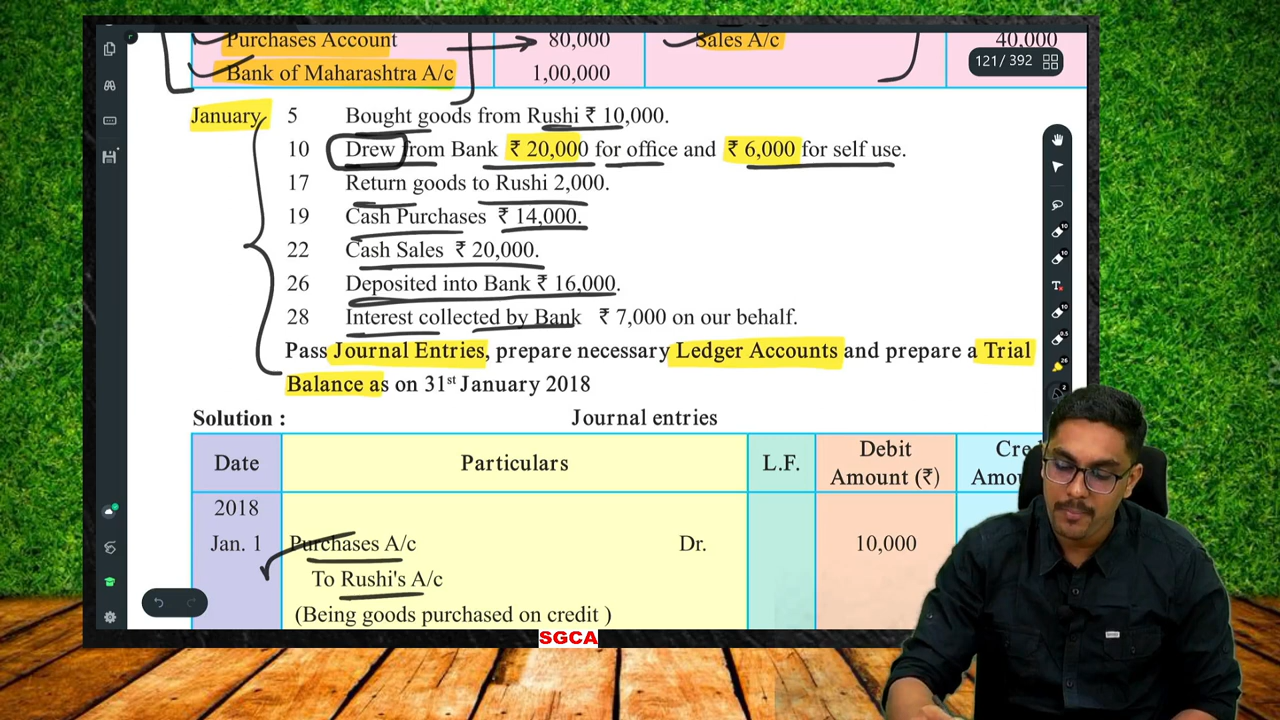 Purchases Account 80,000 Sales A/c 40,000
Bank of Maharashtra A/c 1,00,000
121 / 392
January 5 Bought goods from Rushi ₹ 10,000.
10 Drew from Bank ₹ 20,000 for office and ₹ 6,000 for self use.
17 Return goods to Rushi 2,000.
19 Cash Purchases ₹ 14,000.
22 Cash Sales ₹ 20,000.
26 Deposited into Bank ₹ 16,000.
28 Interest collected by Bank ₹ 7,000 on our behalf.
Pass Journal Entries, prepare necessary Ledger Accounts and prepare a Trial
Balance as on 31st January 2018
Solution : Journal entries
Date Particulars L.F. Debit Amount (₹)
2018
Jan. 1 Purchases A/c Dr. 10,000
To Rushi's A/c
(Being goods purchased on credit )
SGCA